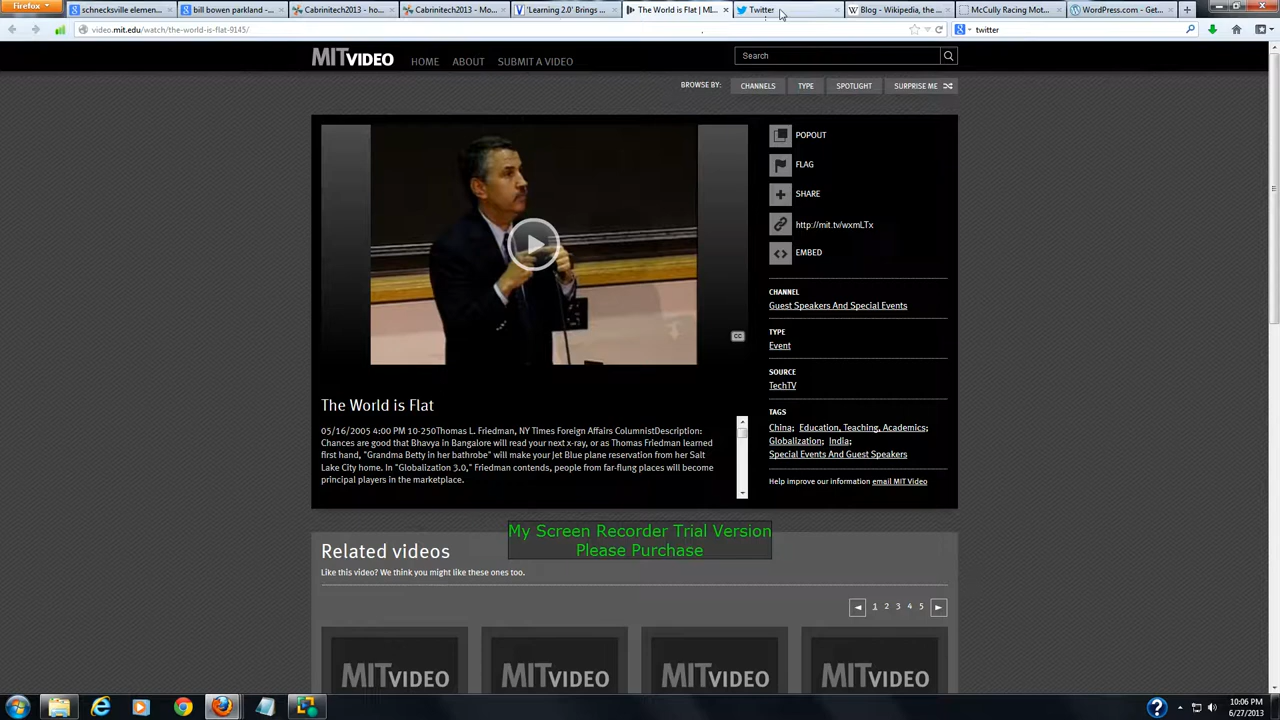 Firefox
schnecksville elemen...
bill bowen parkland - ...
Cabrinitech2013 - ho...
Cabrinitech2013 - Mo...
'Learning 2.0' Brings ...
The World is Flat | MI...
Twitter
Blog - Wikipedia, the ...
McCully Racing Mot...
WordPress.com - Get...
video.mit.edu/watch/the-world-is-flat-9145/
twitter
MITVIDEO
HOME
ABOUT
SUBMIT A VIDEO
Search
BROWSE BY:
CHANNELS
TYPE
SPOTLIGHT
SURPRISE ME
POPOUT
FLAG
SHARE
http://mit.tv/wxmLTx
EMBED
CC
CHANNEL
Guest Speakers And Special Events
TYPE
Event
SOURCE
TechTV
TAGS
China; Education, Teaching, Academics;
Globalization; India;
Special Events And Guest Speakers
Help improve our information email MIT Video
The World is Flat
05/16/2005 4:00 PM 10-250Thomas L. Friedman, NY Times Foreign Affairs ColumnistDescription:
Chances are good that Bhavya in Bangalore will read your next x-ray, or as Thomas Friedman learned
first hand, "Grandma Betty in her bathrobe" will make your Jet Blue plane reservation from her Salt
Lake City home. In "Globalization 3.0," Friedman contends, people from far-flung places will become
principal players in the marketplace.
My Screen Recorder Trial Version
Please Purchase
Related videos
Like this video? We think you might like these ones too.
1 2 3 4 5
MITVIDEO
MITVIDEO
MITVIDEO
MITVIDEO
10:06 PM
6/27/2013